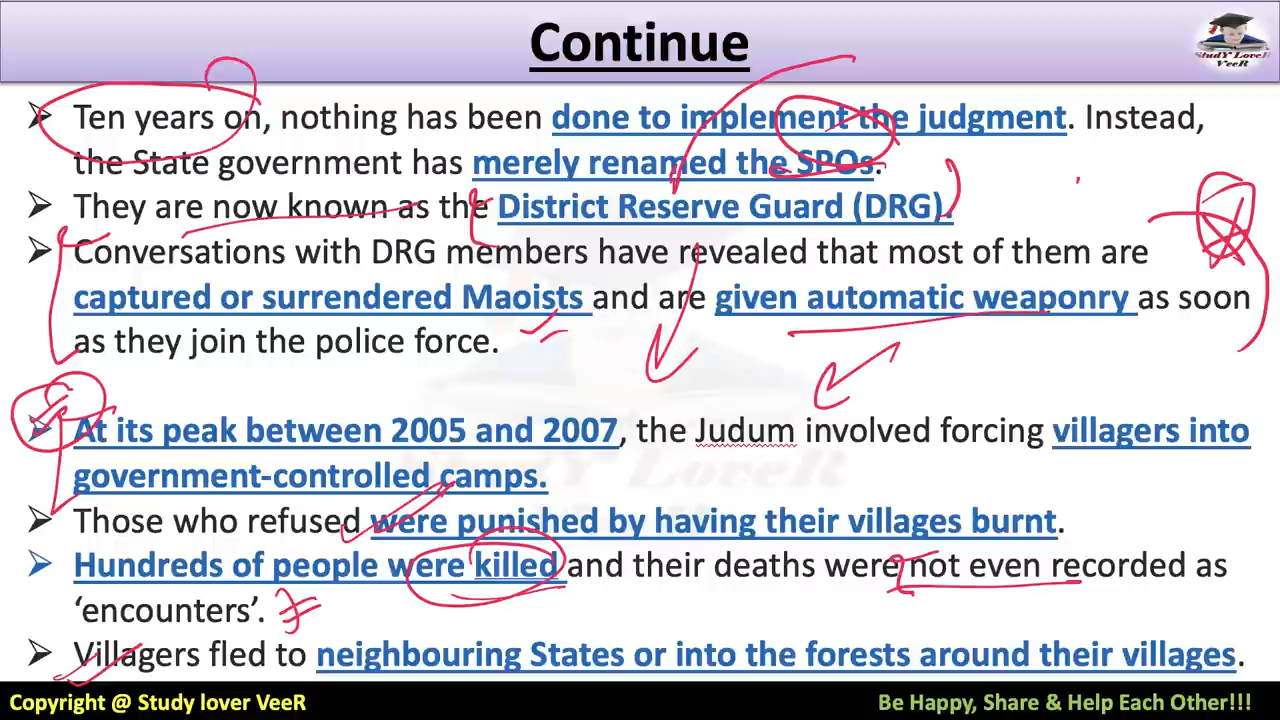 Continue
StudY LoveR
VeeR
➢ Ten years on, nothing has been done to implement the judgment. Instead,
the State government has merely renamed the SPOs.
➢ They are now known as the District Reserve Guard (DRG).
➢ Conversations with DRG members have revealed that most of them are
captured or surrendered Maoists and are given automatic weaponry as soon
as they join the police force.
➢ At its peak between 2005 and 2007, the Judum involved forcing villagers into
government-controlled camps.
StudY LoveR
➢ Those who refused were punished by having their villages burnt.
➢ Hundreds of people were killed and their deaths were not even recorded as
‘encounters’.
➢ Villagers fled to neighbouring States or into the forests around their villages.
Copyright @ Study lover VeeR
Be Happy, Share & Help Each Other!!!